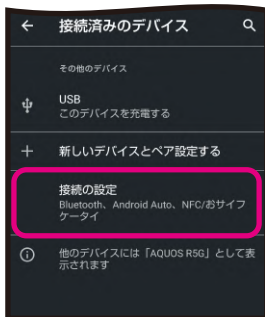 接続済みのデバイス
その他のデバイス
USB
このデバイスを充電する
新しいデバイスとペア設定する
接続の設定
Bluetooth、Android Auto、NFC/おサイフ
ケータイ
他のデバイスには「AQUOS R5G」として表
示されます